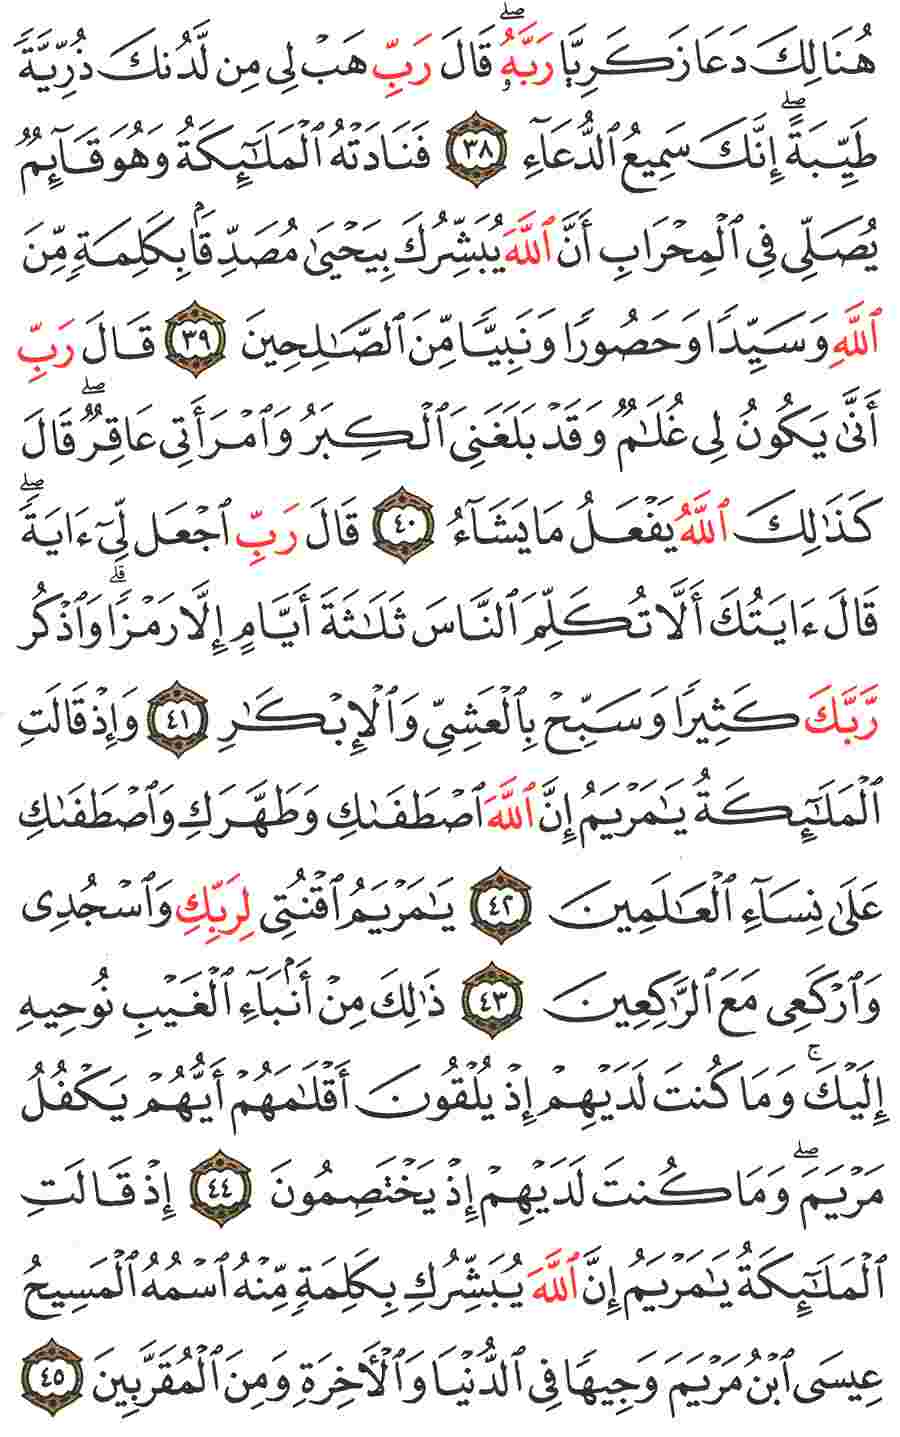 هُنَالِكَ دَعَا زَكَرِيَّا رَبَّهُۥۖ قَالَ رَبِّ هَبْ لِى مِن لَّدُنكَ ذُرِّيَّةً
طَيِّبَةًۖ إِنَّكَ سَمِيعُ ٱلدُّعَآءِ ٣٨ فَنَادَتْهُ ٱلْمَلَٰٓئِكَةُ وَهُوَ قَآئِمٌ
يُصَلِّى فِى ٱلْمِحْرَابِ أَنَّ ٱللَّهَ يُبَشِّرُكَ بِيَحْيَىٰ مُصَدِّقًۢا بِكَلِمَةٍ مِّنَ
ٱللَّهِ وَسَيِّدًا وَحَصُورًا وَنَبِيًّا مِّنَ ٱلصَّٰلِحِينَ ٣٩ قَالَ رَبِّ
أَنَّىٰ يَكُونُ لِى غُلَٰمٌ وَقَدْ بَلَغَنِىَ ٱلْكِبَرُ وَٱمْرَأَتِى عَاقِرٌۖ قَالَ
كَذَٰلِكَ ٱللَّهُ يَفْعَلُ مَا يَشَآءُ ٤٠ قَالَ رَبِّ ٱجْعَل لِّىٓ ءَايَةًۖ
قَالَ ءَايَتُكَ أَلَّا تُكَلِّمَ ٱلنَّاسَ ثَلَٰثَةَ أَيَّامٍ إِلَّا رَمْزًاۗ وَٱذْكُر
رَّبَّكَ كَثِيرًا وَسَبِّحْ بِٱلْعَشِىِّ وَٱلْإِبْكَٰرِ ٤١ وَإِذْ قَالَتِ
ٱلْمَلَٰٓئِكَةُ يَٰمَرْيَمُ إِنَّ ٱللَّهَ ٱصْطَفَىٰكِ وَطَهَّرَكِ وَٱصْطَفَىٰكِ
عَلَىٰ نِسَآءِ ٱلْعَٰلَمِينَ ٤٢ يَٰمَرْيَمُ ٱقْنُتِى لِرَبِّكِ وَٱسْجُدِى
وَٱرْكَعِى مَعَ ٱلرَّٰكِعِينَ ٤٣ ذَٰلِكَ مِنْ أَنۢبَآءِ ٱلْغَيْبِ نُوحِيهِ
إِلَيْكَۚ وَمَا كُنتَ لَدَيْهِمْ إِذْ يُلْقُونَ أَقْلَٰمَهُمْ أَيُّهُمْ يَكْفُلُ
مَرْيَمَۖ وَمَا كُنتَ لَدَيْهِمْ إِذْ يَخْتَصِمُونَ ٤٤ إِذْ قَالَتِ
ٱلْمَلَٰٓئِكَةُ يَٰمَرْيَمُ إِنَّ ٱللَّهَ يُبَشِّرُكِ بِكَلِمَةٍ مِّنْهُ ٱسْمُهُ ٱلْمَسِيحُ
عِيسَى ٱبْنُ مَرْيَمَ وَجِيهًا فِى ٱلدُّنْيَا وَٱلْأَخِرَةِ وَمِنَ ٱلْمُقَرَّبِينَ ٤٥